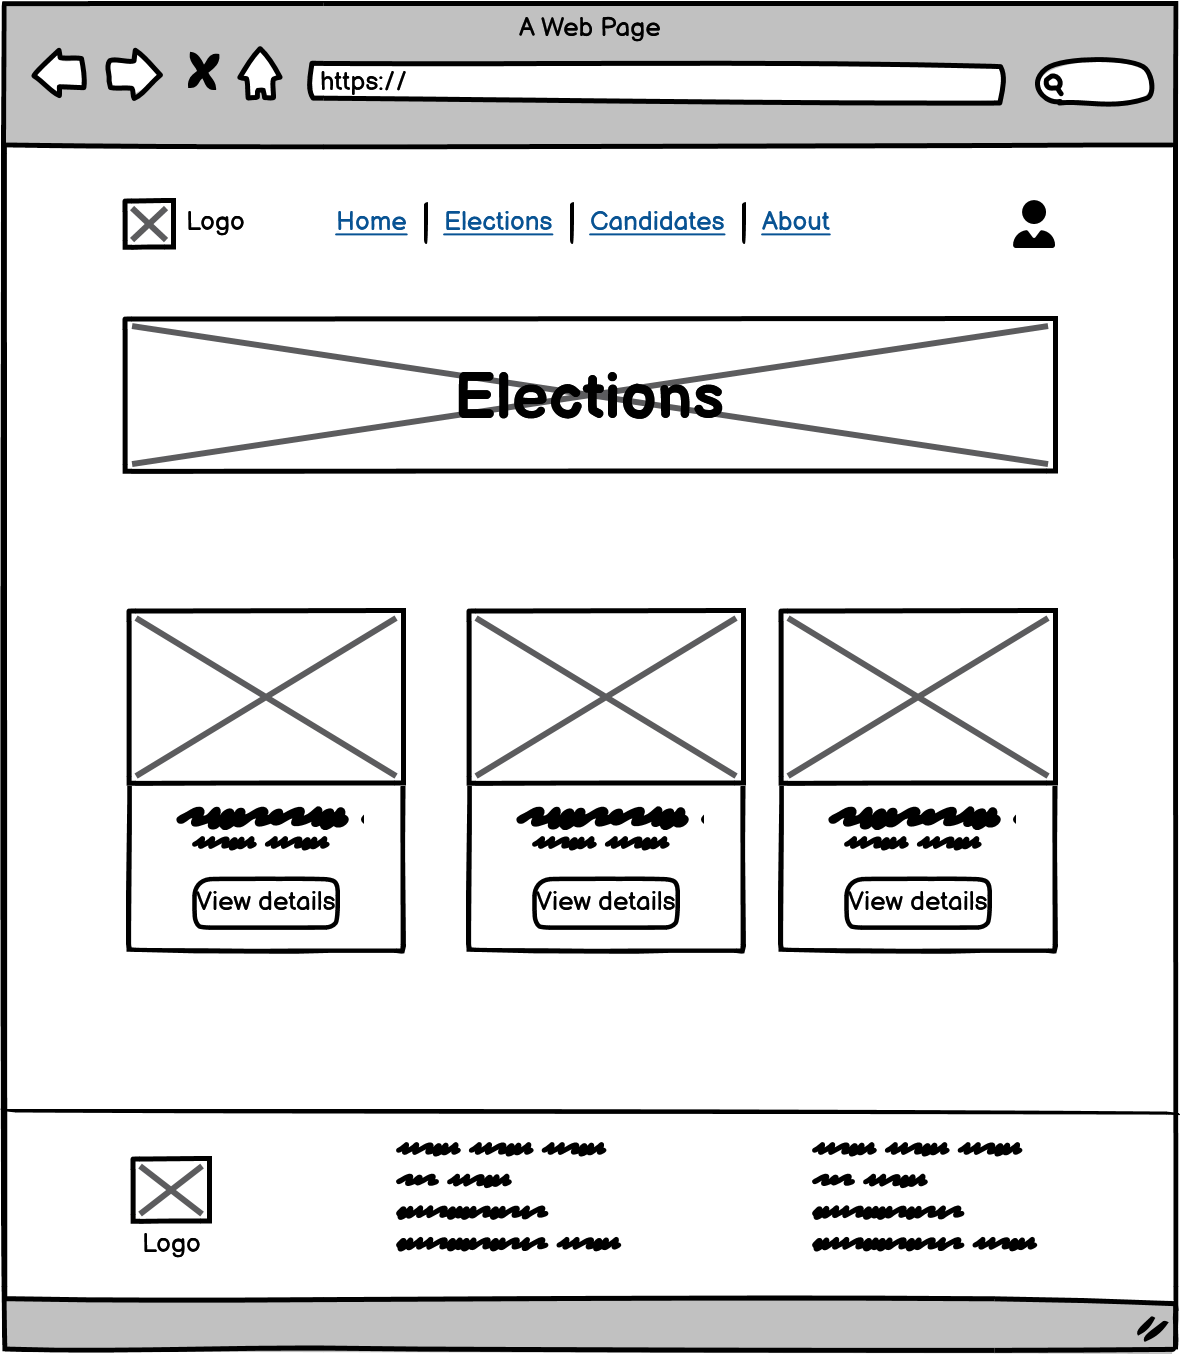 A Web Page
https://
Logo
Home Elections Candidates About
Elections
View details View details View details
Logo